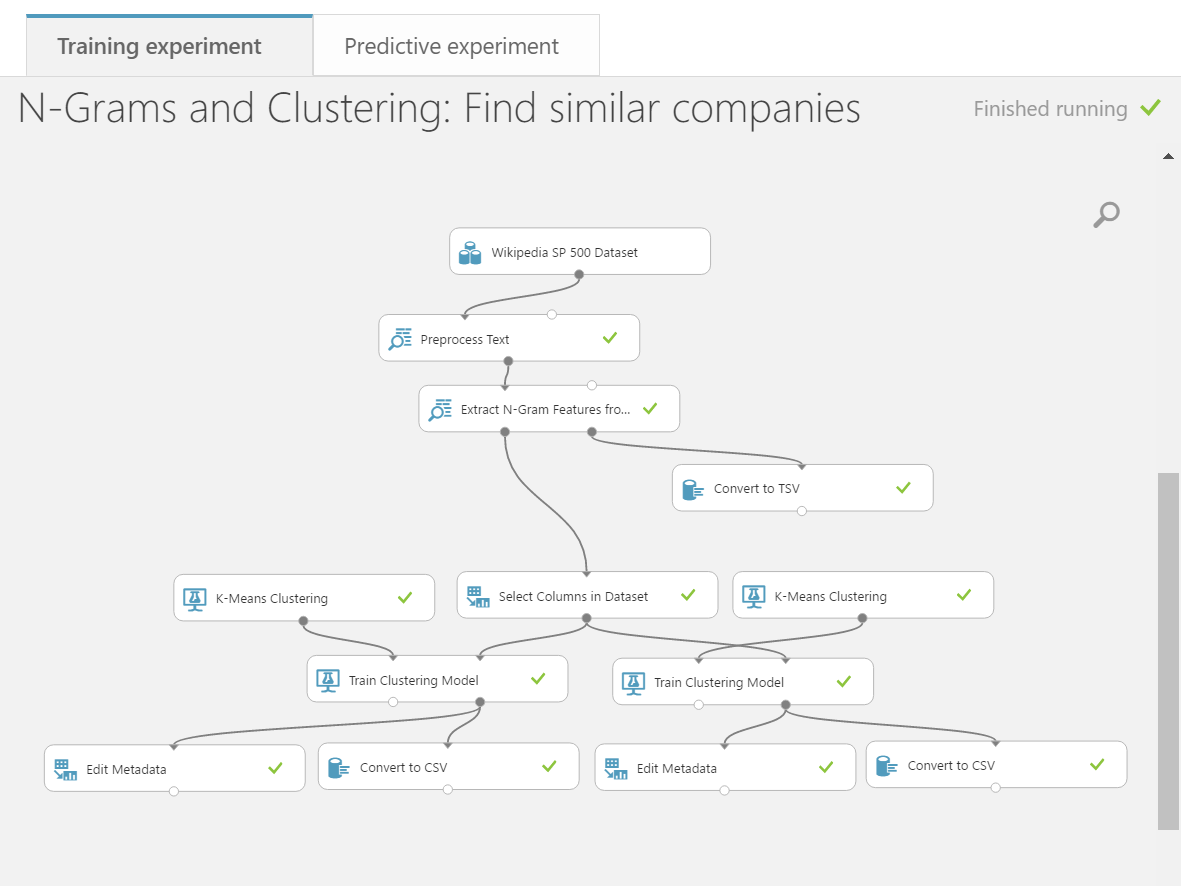 Training experiment
Predictive experiment
N-Grams and Clustering: Find similar companies
Finished running
Wikipedia SP 500 Dataset
Preprocess Text
Extract N-Gram Features fro...
Convert to TSV
K-Means Clustering
Select Columns in Dataset
K-Means Clustering
Train Clustering Model
Train Clustering Model
Edit Metadata
Convert to CSV
Edit Metadata
Convert to CSV